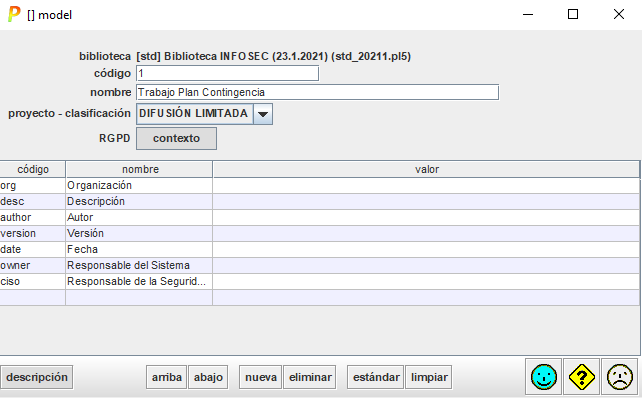 [] model
biblioteca [std] Biblioteca INFOSEC (23.1.2021) (std_20211.pl5)
código 1
nombre Trabajo Plan Contingencia
proyecto - clasificación DIFUSIÓN LIMITADA
RGPD contexto
código nombre valor
org Organización
desc Descripción
author Autor
version Versión
date Fecha
owner Responsable del Sistema
ciso Responsable de la Segurid...
descripción arriba abajo nueva eliminar estándar limpiar ?